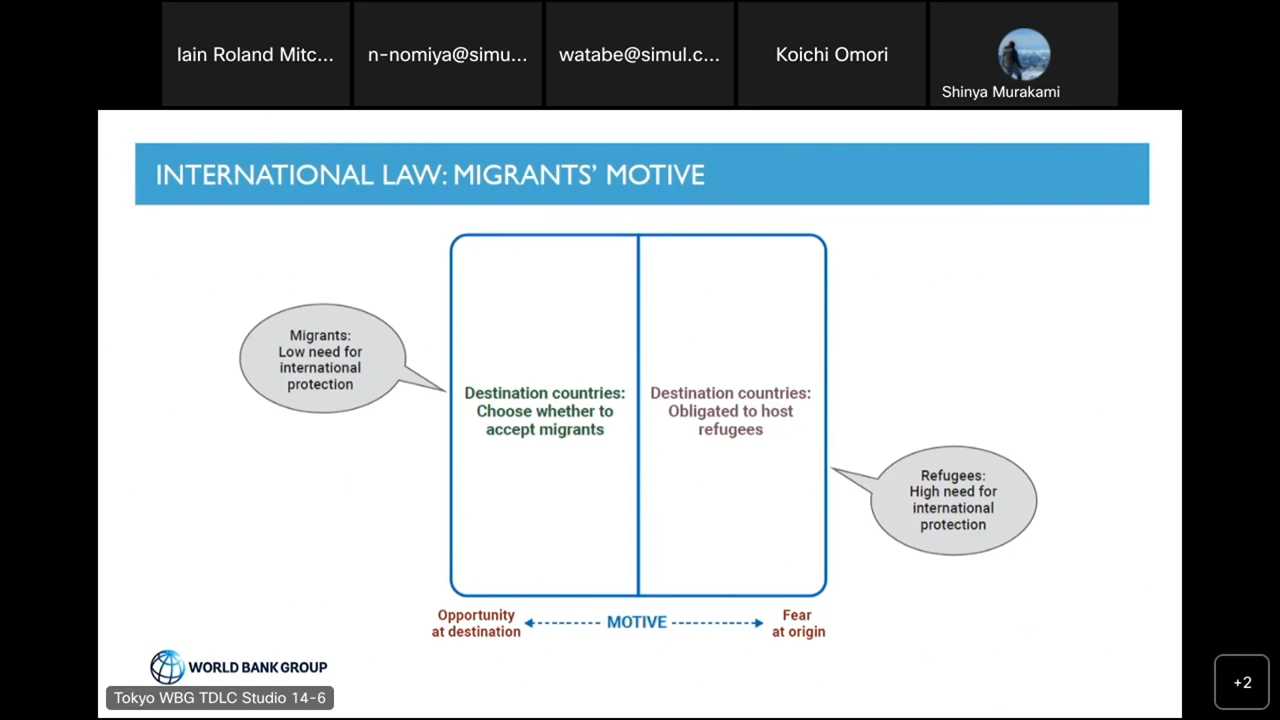 Iain Roland Mitc...
n-nomiya@simu...
watabe@simul.c...
Koichi Omori
Shinya Murakami
INTERNATIONAL LAW: MIGRANTS' MOTIVE
Migrants:
Low need for
international
protection
Destination countries:
Choose whether to
accept migrants
Destination countries:
Obligated to host
refugees
Refugees:
High need for
international
protection
Opportunity
at destination
MOTIVE
Fear
at origin
WORLD BANK GROUP
Tokyo WBG TDLC Studio 14-6
+2